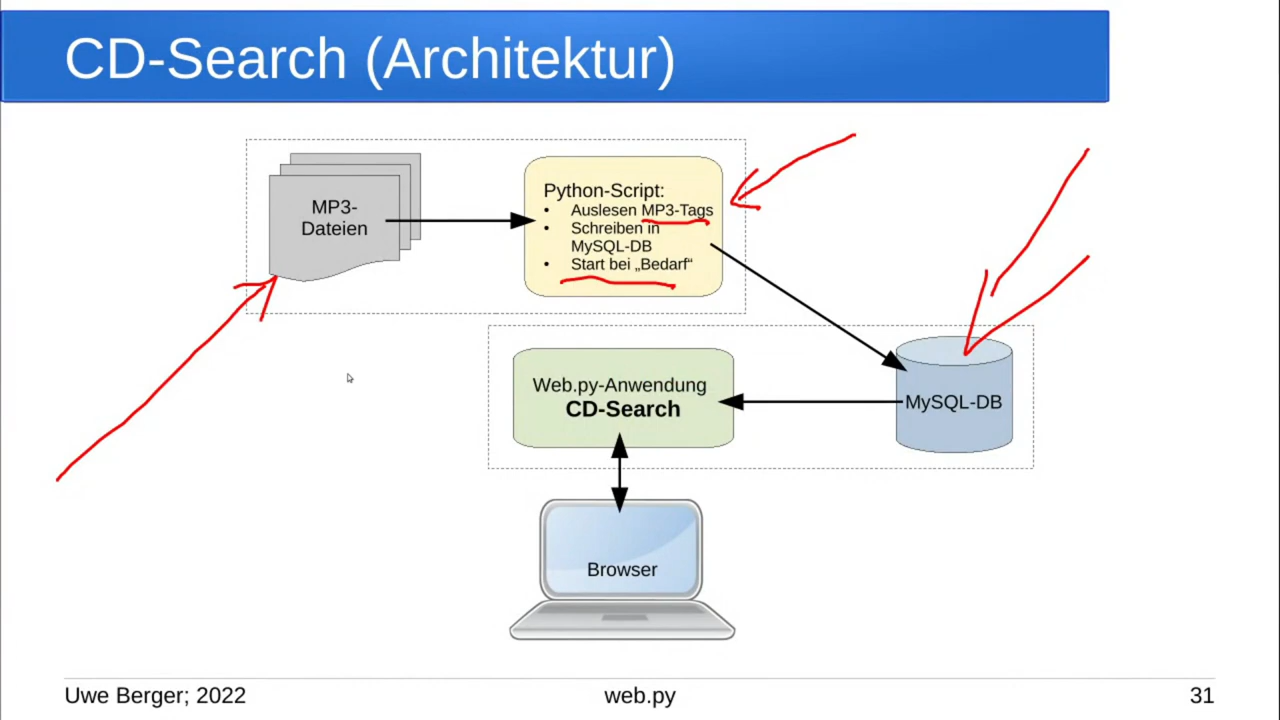 CD-Search (Architektur)
MP3-
Dateien
Python-Script:
• Auslesen MP3-Tags
• Schreiben in
MySQL-DB
• Start bei „Bedarf“
Web.py-Anwendung
CD-Search
MySQL-DB
Browser
Uwe Berger; 2022
web.py
31